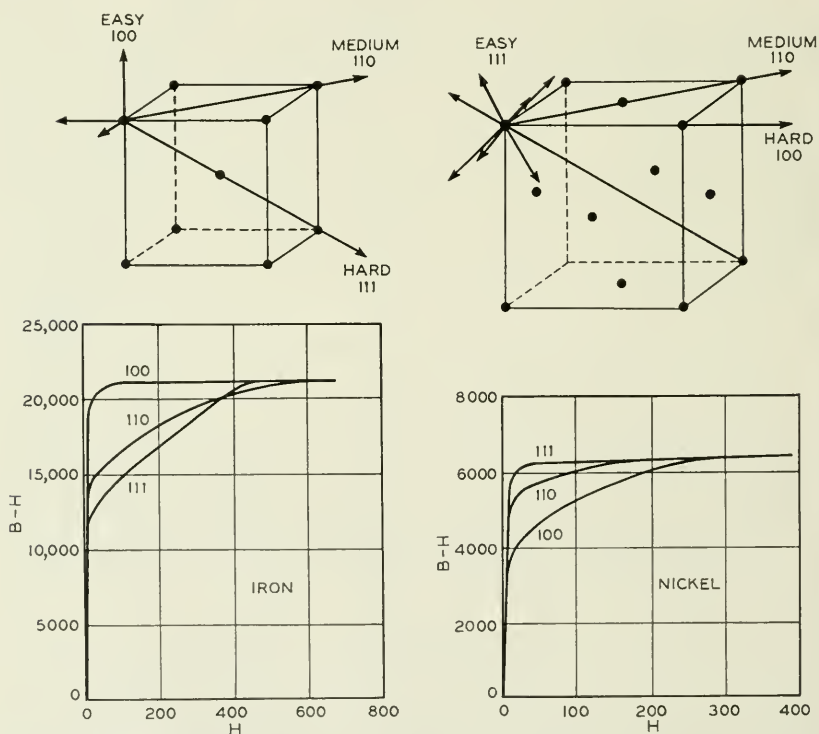 EASY
100
MEDIUM
110
HARD
111
EASY
111
MEDIUM
110
HARD
100
25,000
20,000
15,000
10,000
5000
0
B-H
100
110
111
IRON
0 200 400 600 800
H
8000
6000
4000
2000
0
B-H
111
110
100
NICKEL
0 100 200 300 400
H